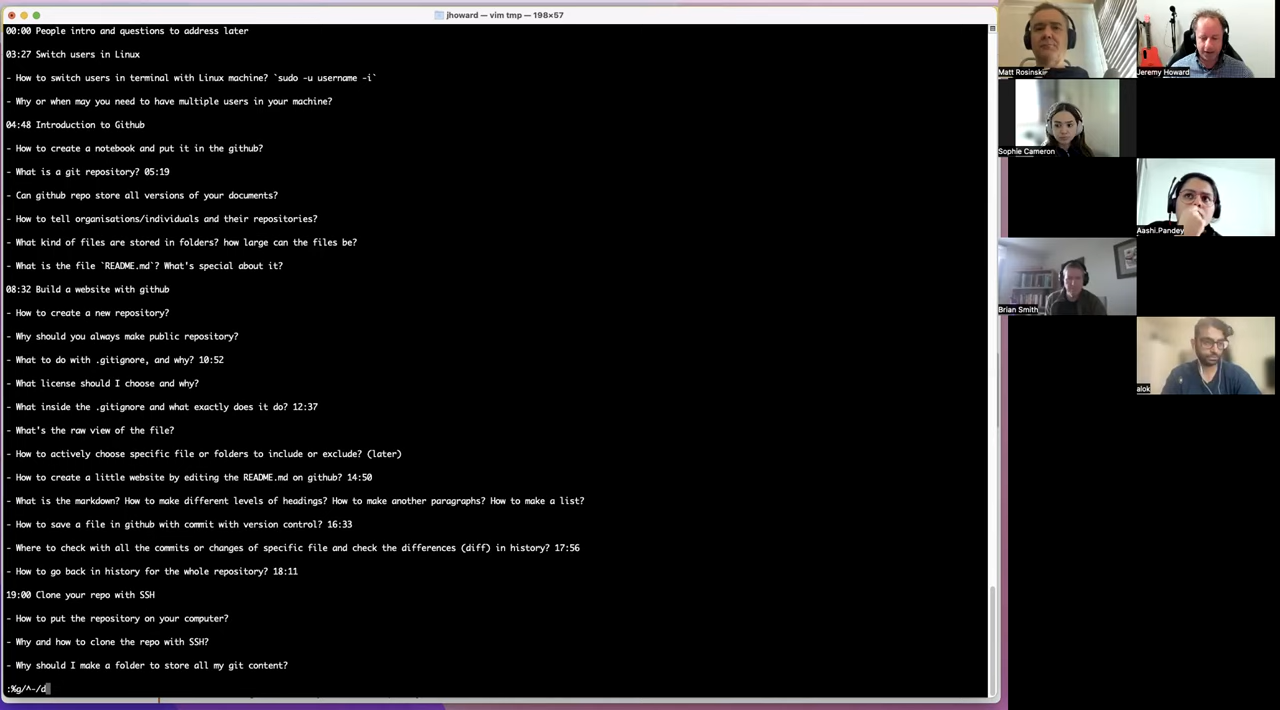 jhoward — vim tmp — 198×57
00:00 People intro and questions to address later
03:27 Switch users in Linux
- How to switch users in terminal with Linux machine? `sudo -u username -i`
- Why or when may you need to have multiple users in your machine?
04:48 Introduction to Github
- How to create a notebook and put it in the github?
- What is a git repository? 05:19
- Can github repo store all versions of your documents?
- How to tell organisations/individuals and their repositories?
- What kind of files are stored in folders? how large can the files be?
- What is the file `README.md`? What's special about it?
08:32 Build a website with github
- How to create a new repository?
- Why should you always make public repository?
- What to do with .gitignore, and why? 10:52
- What license should I choose and why?
- What inside the .gitignore and what exactly does it do? 12:37
- What's the raw view of the file?
- How to actively choose specific file or folders to include or exclude? (later)
- How to create a little website by editing the README.md on github? 14:50
- What is the markdown? How to make different levels of headings? How to make another paragraphs? How to make a list?
- How to save a file in github with commit with version control? 16:33
- Where to check with all the commits or changes of specific file and check the differences (diff) in history? 17:56
- How to go back in history for the whole repository? 18:11
19:00 Clone your repo with SSH
- How to put the repository on your computer?
- Why and how to clone the repo with SSH?
- Why should I make a folder to store all my git content?
:%g/^-/d
Matt Rosinski
Jeremy Howard
Sophie Cameron
Aashi.Pandey
Brian Smith
alok